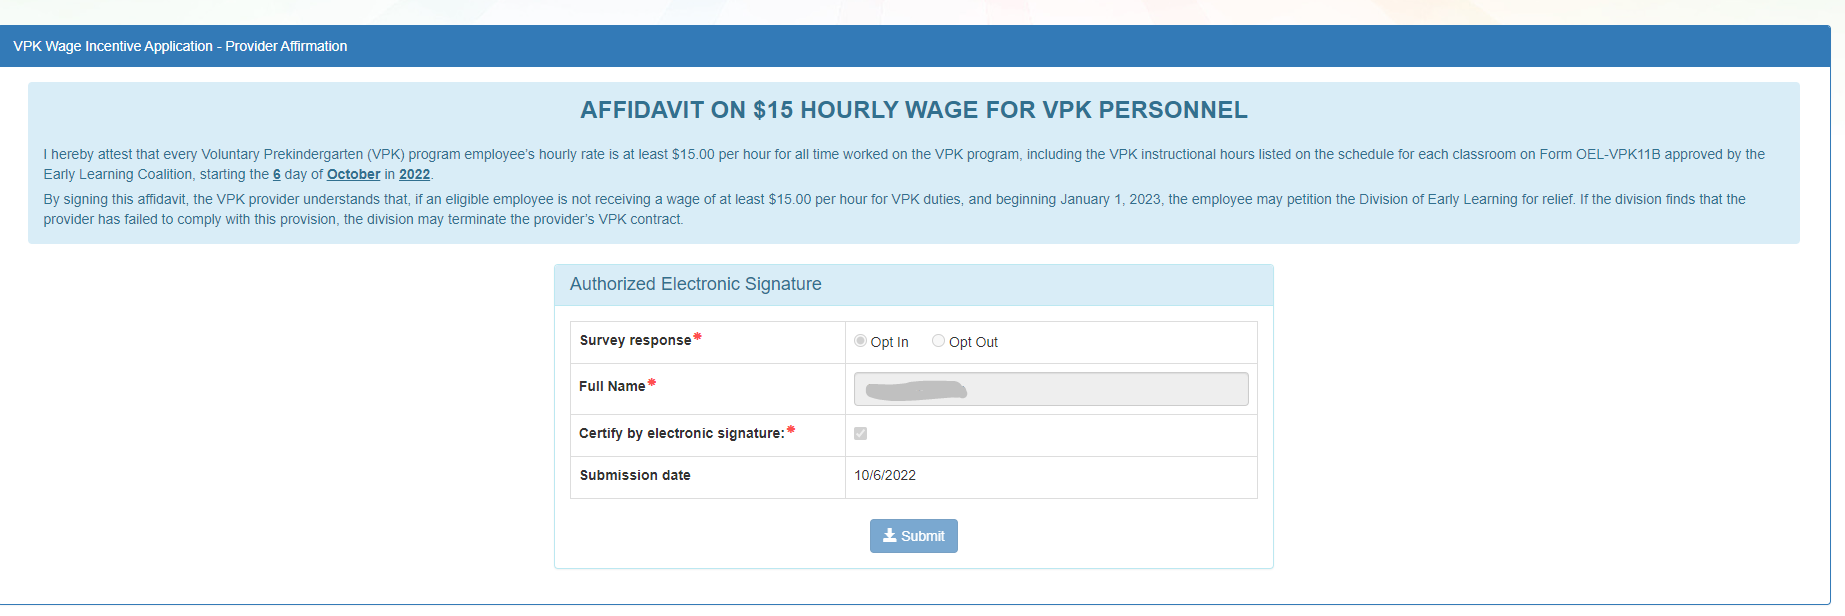 VPK Wage Incentive Application - Provider Affirmation
AFFIDAVIT ON $15 HOURLY WAGE FOR VPK PERSONNEL
I hereby attest that every Voluntary Prekindergarten (VPK) program employee's hourly rate is at least $15.00 per hour for all time worked on the VPK program, including the VPK instructional hours listed on the schedule for each classroom on Form OEL-VPK11B approved by the
Early Learning Coalition, starting the 6 day of October in 2022.
By signing this affidavit, the VPK provider understands that, if an eligible employee is not receiving a wage of at least $15.00 per hour for VPK duties, and beginning January 1, 2023, the employee may petition the Division of Early Learning for relief. If the division finds that the
provider has failed to comply with this provision, the division may terminate the provider's VPK contract.
Authorized Electronic Signature
Survey response* Opt In Opt Out
Full Name*
Certify by electronic signature:*
Submission date 10/6/2022
Submit